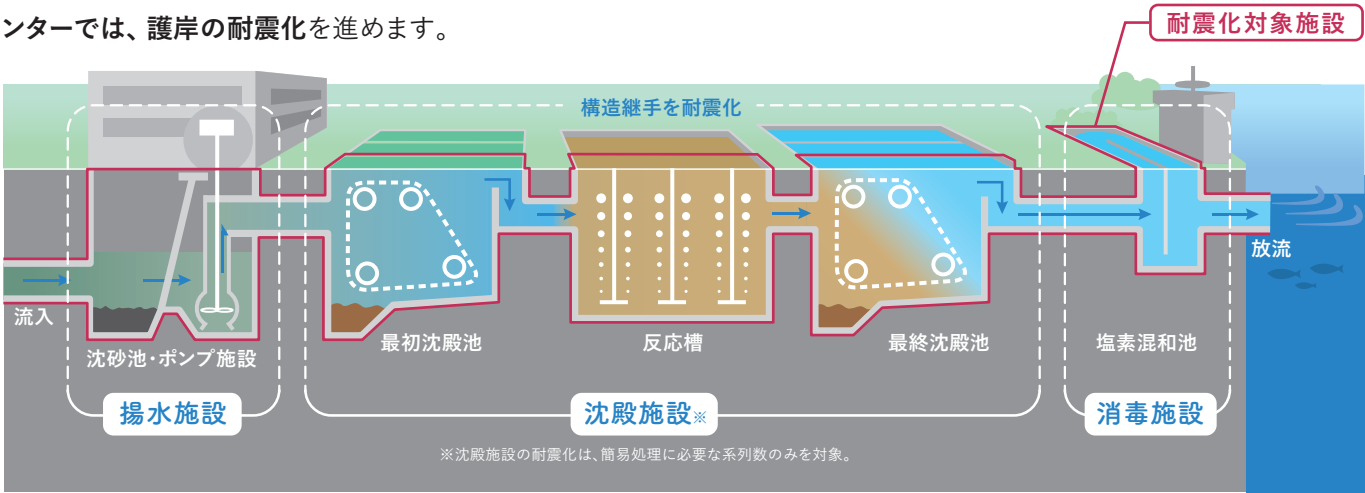 ンターでは、護岸の耐震化を進めます。
耐震化対象施設
構造継手を耐震化
流入
沈砂池・ポンプ施設
最初沈殿池
反応槽
最終沈殿池
塩素混和池
放流
揚水施設
沈殿施設※
消毒施設
※沈殿施設の耐震化は、簡易処理に必要な系列数のみを対象。